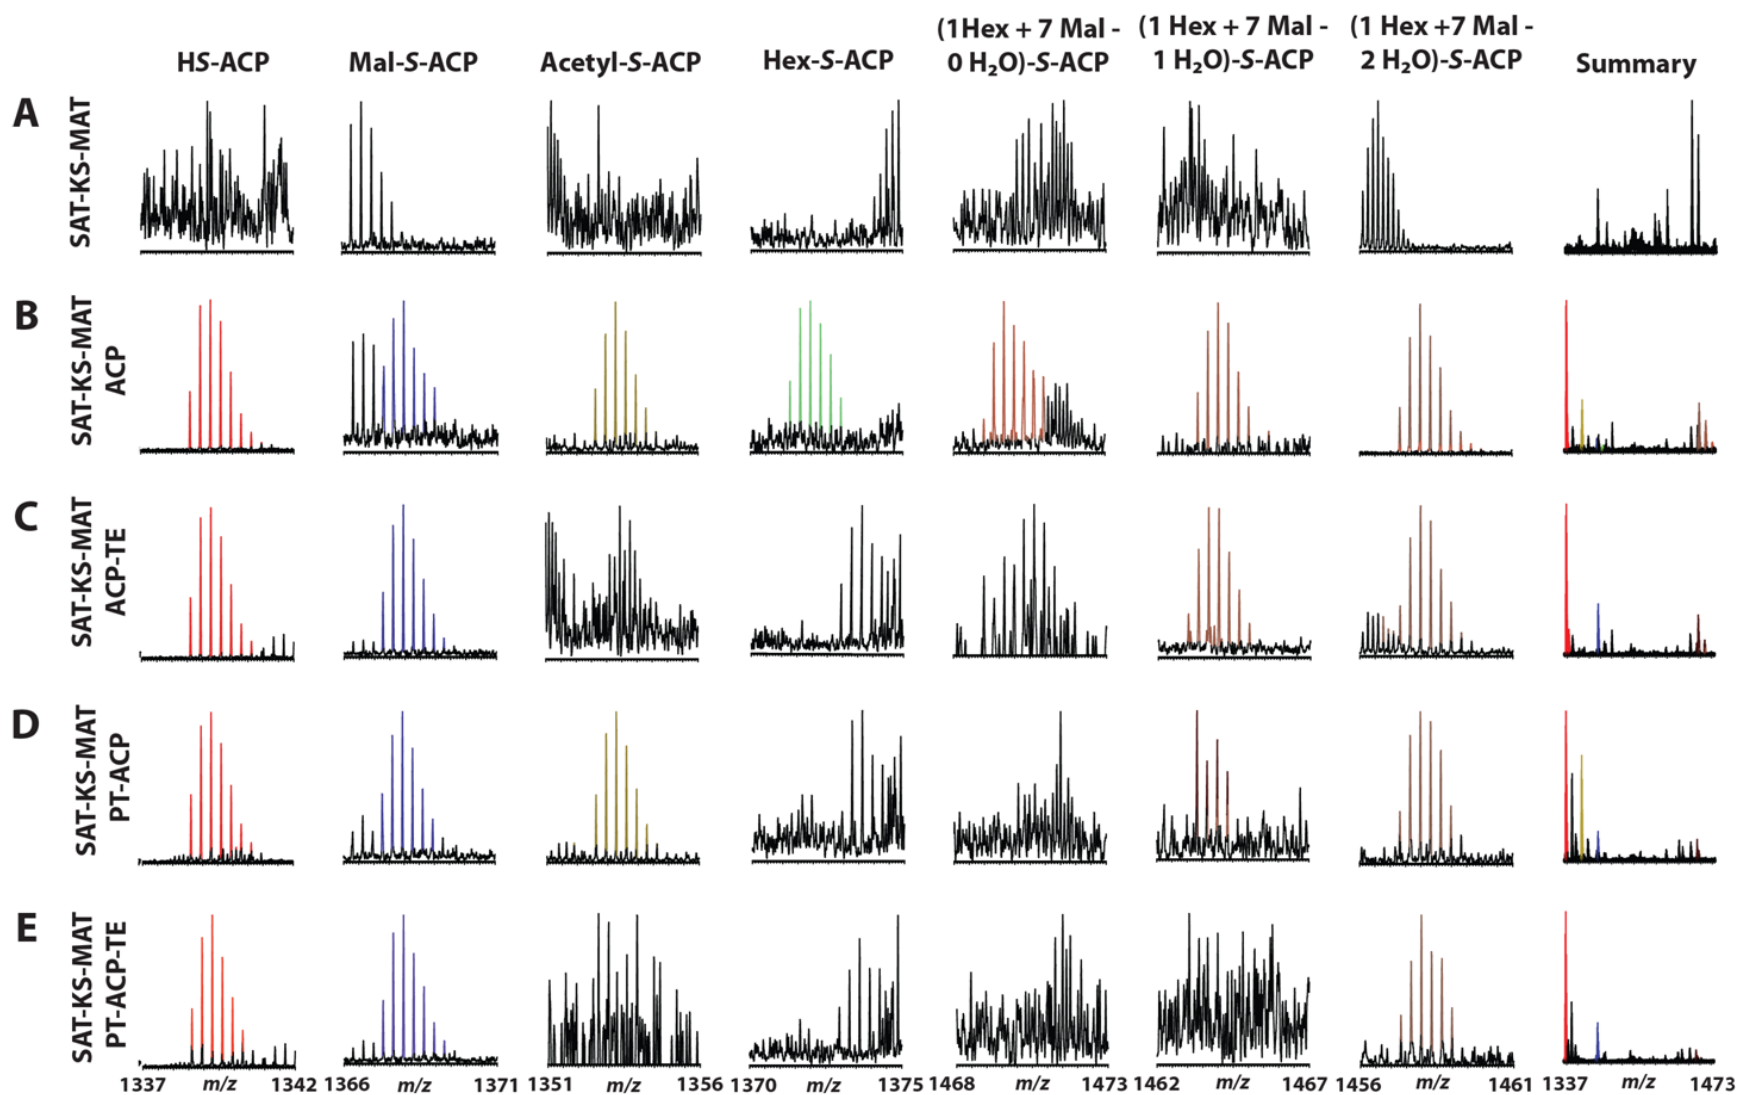 (1Hex + 7 Mal - (1 Hex + 7 Mal - (1 Hex +7 Mal -
HS-ACP Mal-S-ACP Acetyl-S-ACP Hex-S-ACP 0 H₂O)-S-ACP 1 H₂O)-S-ACP 2 H₂O)-S-ACP Summary
A
SAT-KS-MAT
B
SAT-KS-MAT
ACP
C
SAT-KS-MAT
ACP-TE
D
SAT-KS-MAT
PT-ACP
E
SAT-KS-MAT
PT-ACP-TE
1337 m/z 1342 1366 m/z 1371 1351 m/z 1356 1370 m/z 1375 1468 m/z 1473 1462 m/z 1467 1456 m/z 1461 1337 m/z 1473